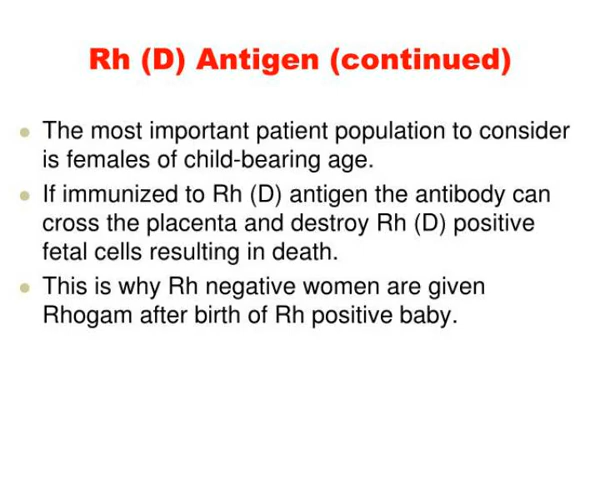 Rh (D) Antigen (continued)
The most important patient population to consider
is females of child-bearing age.
If immunized to Rh (D) antigen the antibody can
cross the placenta and destroy Rh (D) positive
fetal cells resulting in death.
This is why Rh negative women are given
Rhogam after birth of Rh positive baby.